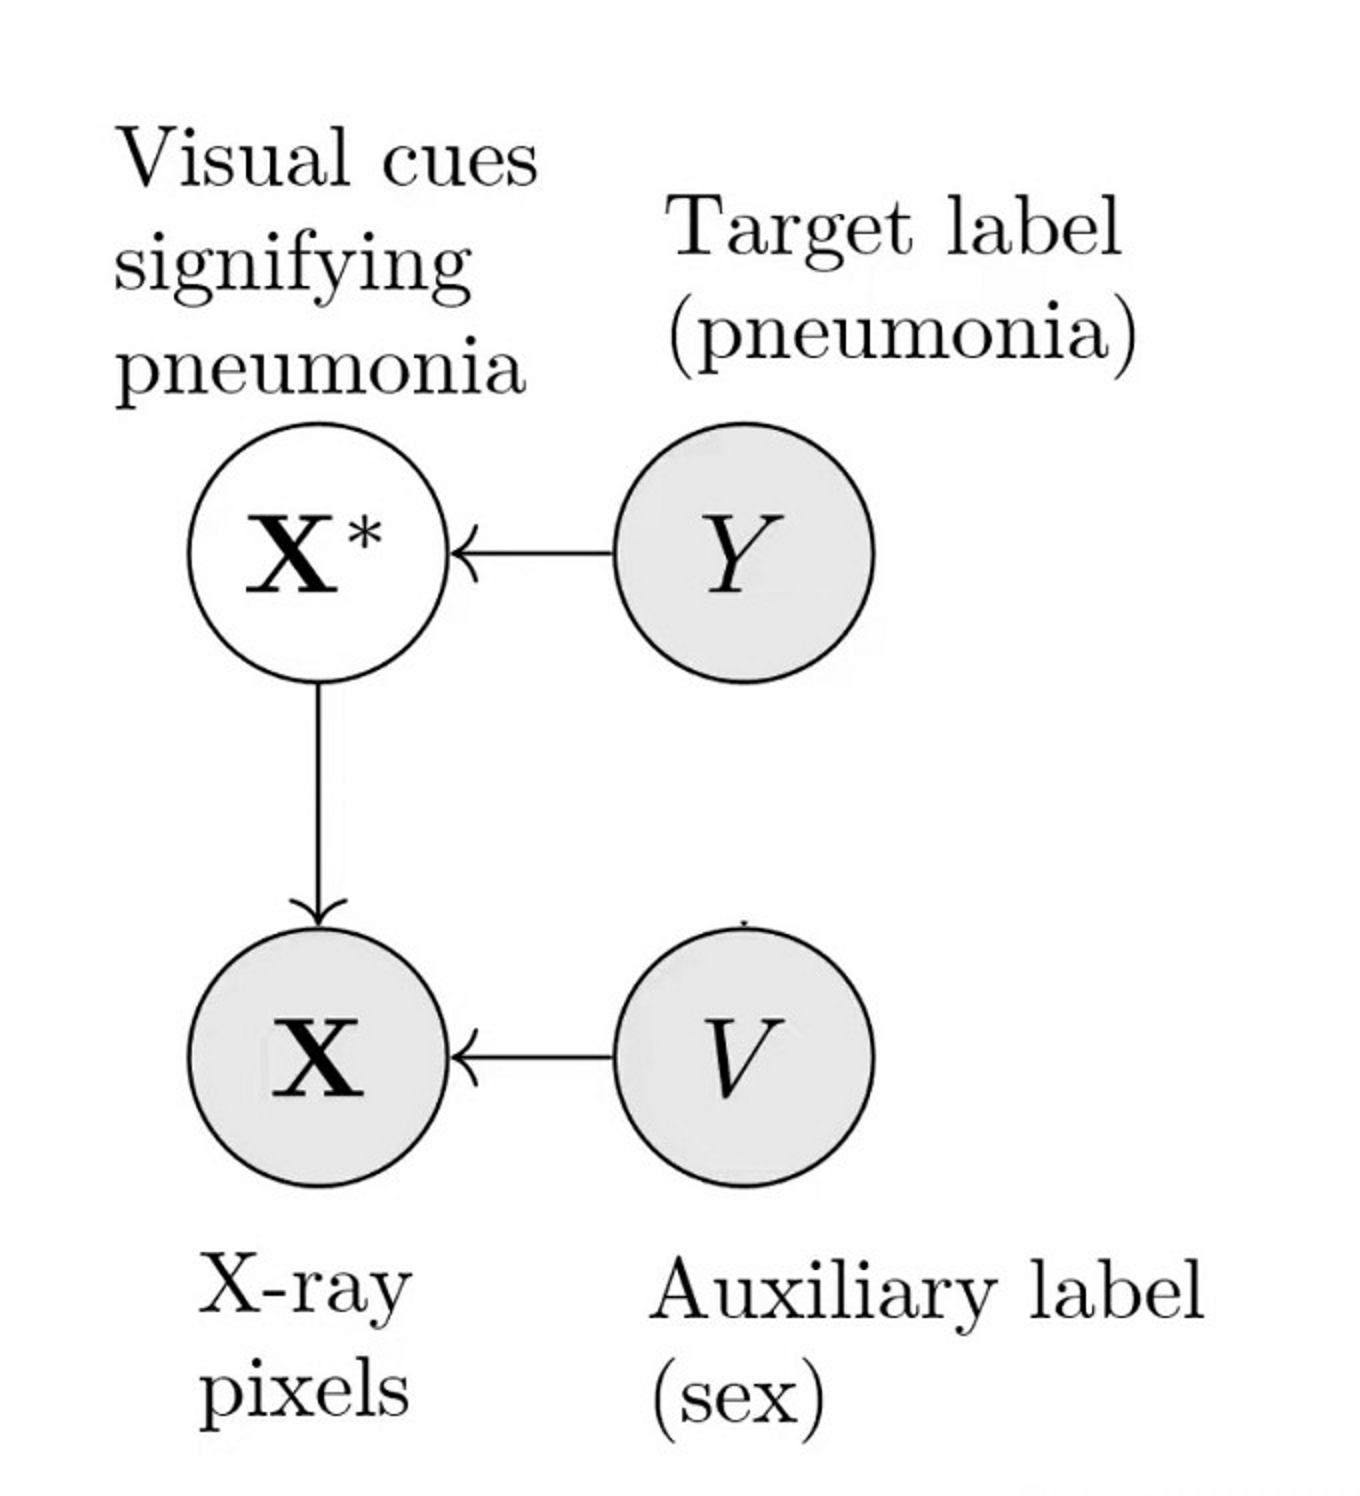 Visual cues
signifying
pneumonia
Target label
(pneumonia)
X*
Y
X
V
X-ray
pixels
Auxiliary label
(sex)